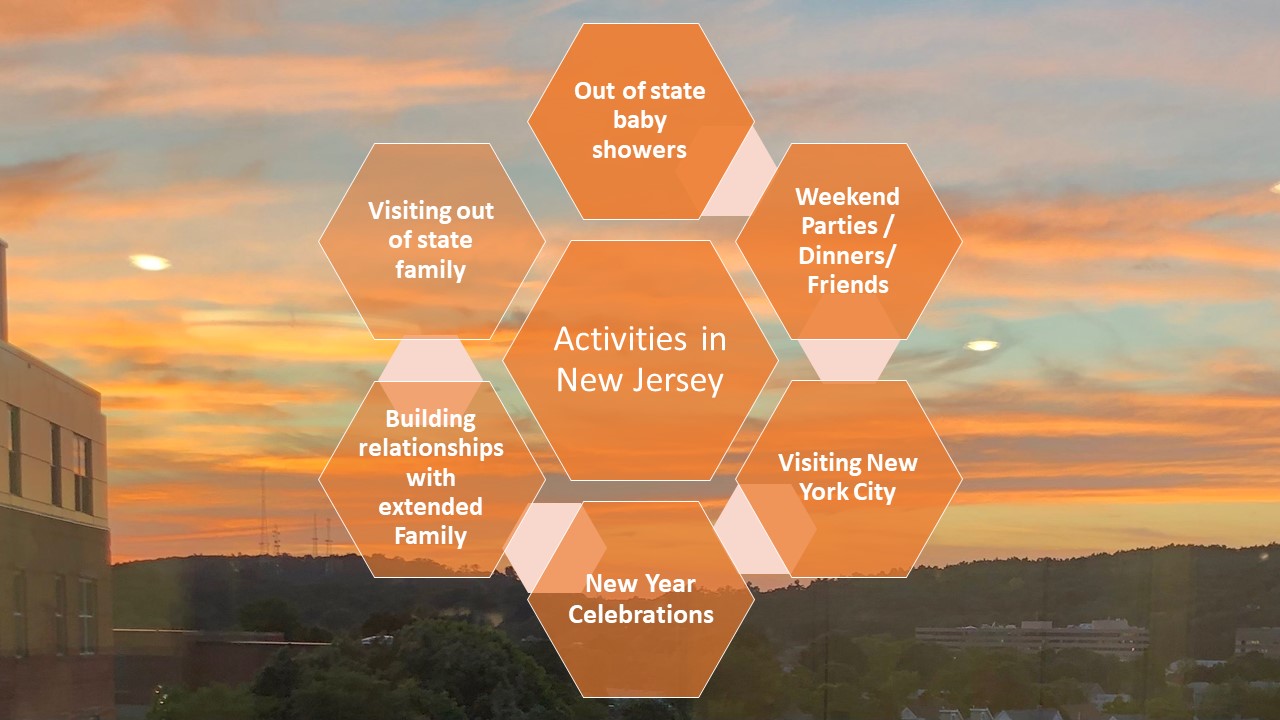 Out of state
baby
showers
Weekend
Parties /
Dinners/
Friends
Visiting New
York City
New Year
Celebrations
Building
relationships
with
extended
Family
Visiting out
of state
family
Activities in
New Jersey